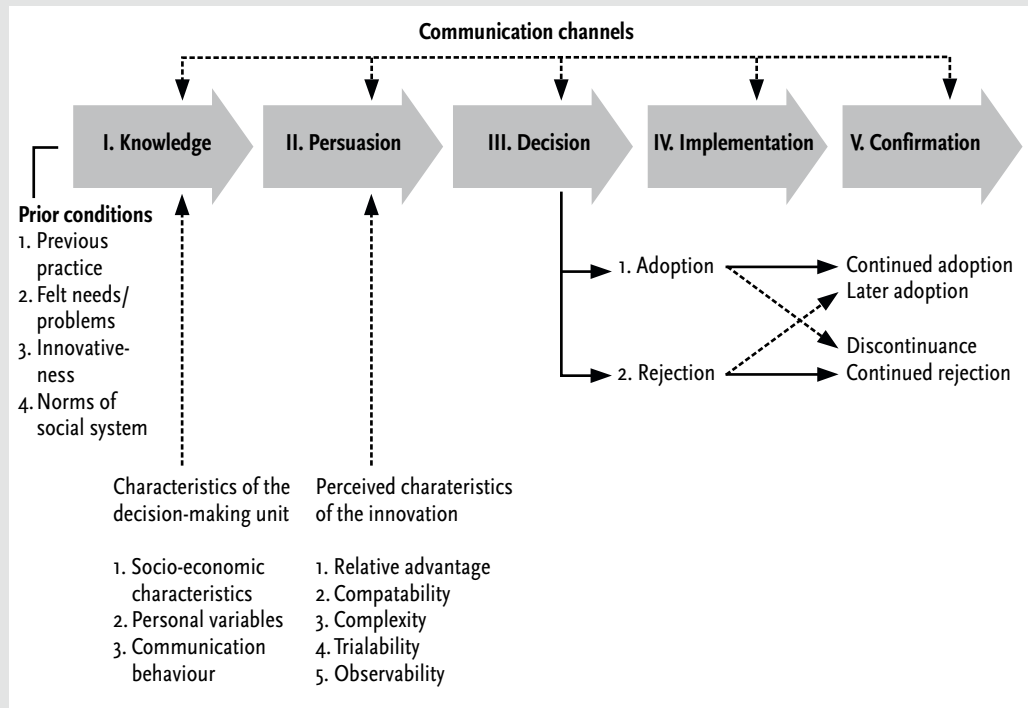 Communication channels
I. Knowledge
II. Persuasion
III. Decision
IV. Implementation
V. Confirmation
Prior conditions
1. Previous
practice
2. Felt needs/
problems
3. Innovative-
ness
4. Norms of
social system
1. Adoption
2. Rejection
Continued adoption
Later adoption
Discontinuance
Continued rejection
Characteristics of the
decision-making unit
1. Socio-economic
characteristics
2. Personal variables
3. Communication
behaviour
Perceived charateristics
of the innovation
1. Relative advantage
2. Compatability
3. Complexity
4. Trialability
5. Observability